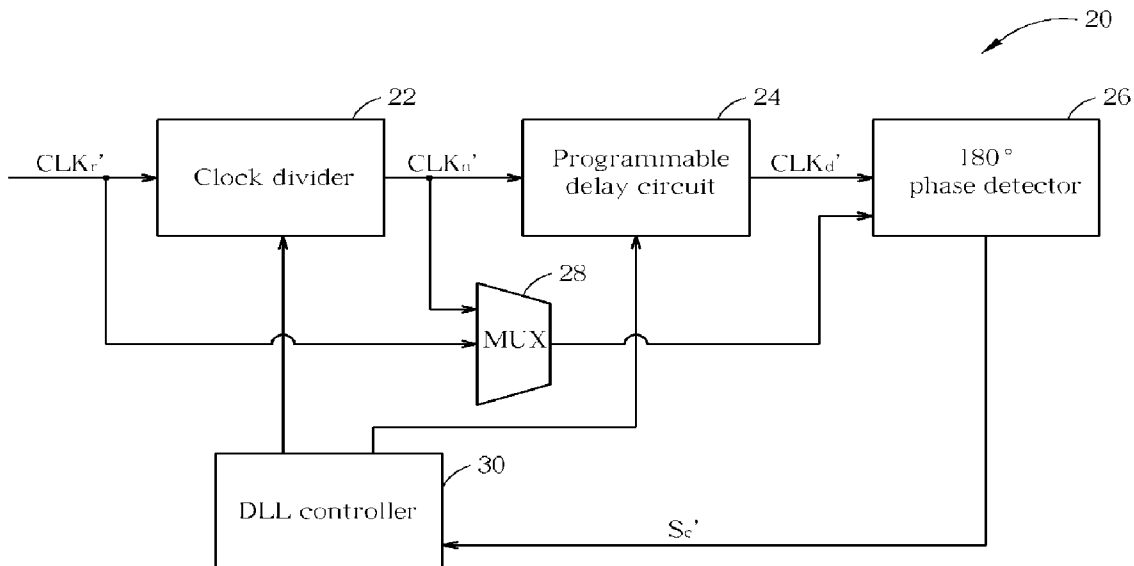 20
22
24
26
CLKr'
Clock divider
CLKn'
Programmable
delay circuit
CLKd'
180°
phase detector
28
MUX
30
DLL controller
Sc'